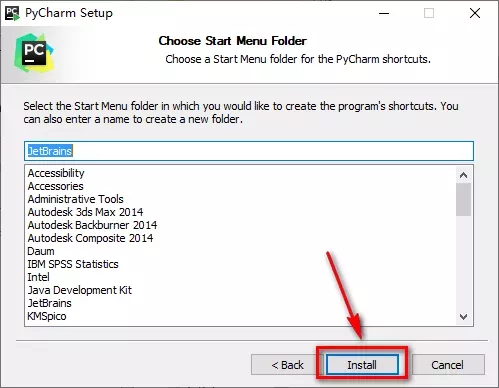 PyCharm Setup
PC
Choose Start Menu Folder
Choose a Start Menu folder for the PyCharm shortcuts.
Select the Start Menu folder in which you would like to create the program's shortcuts. You
can also enter a name to create a new folder.
JetBrains
Accessibility
Accessories
Administrative Tools
Autodesk 3ds Max 2014
Autodesk Backburner 2014
Autodesk Composite 2014
Daum
IBM SPSS Statistics
Intel
Java Development Kit
JetBrains
KMSpico
< Back
Install
Cancel